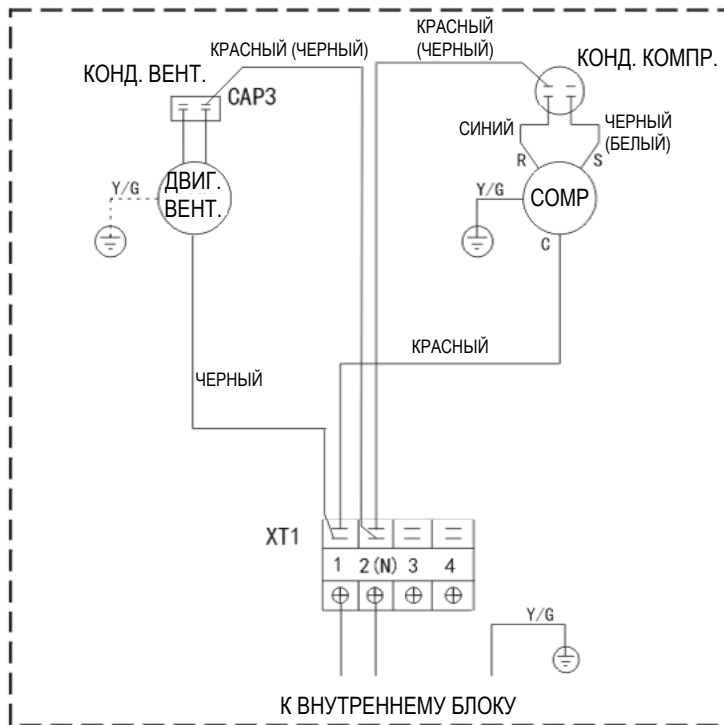 КРАСНЫЙ (ЧЕРНЫЙ)
КРАСНЫЙ
(ЧЕРНЫЙ)
КОНД. ВЕНТ.
CAP3
КОНД. КОМПР.
СИНИЙ
ЧЕРНЫЙ
(БЕЛЫЙ)
R
S
Y/G
ДВИГ.
ВЕНТ.
Y/G
COMP
C
КРАСНЫЙ
ЧЕРНЫЙ
XT1
1 2(N) 3 4
Y/G
К ВНУТРЕННЕМУ БЛОКУ